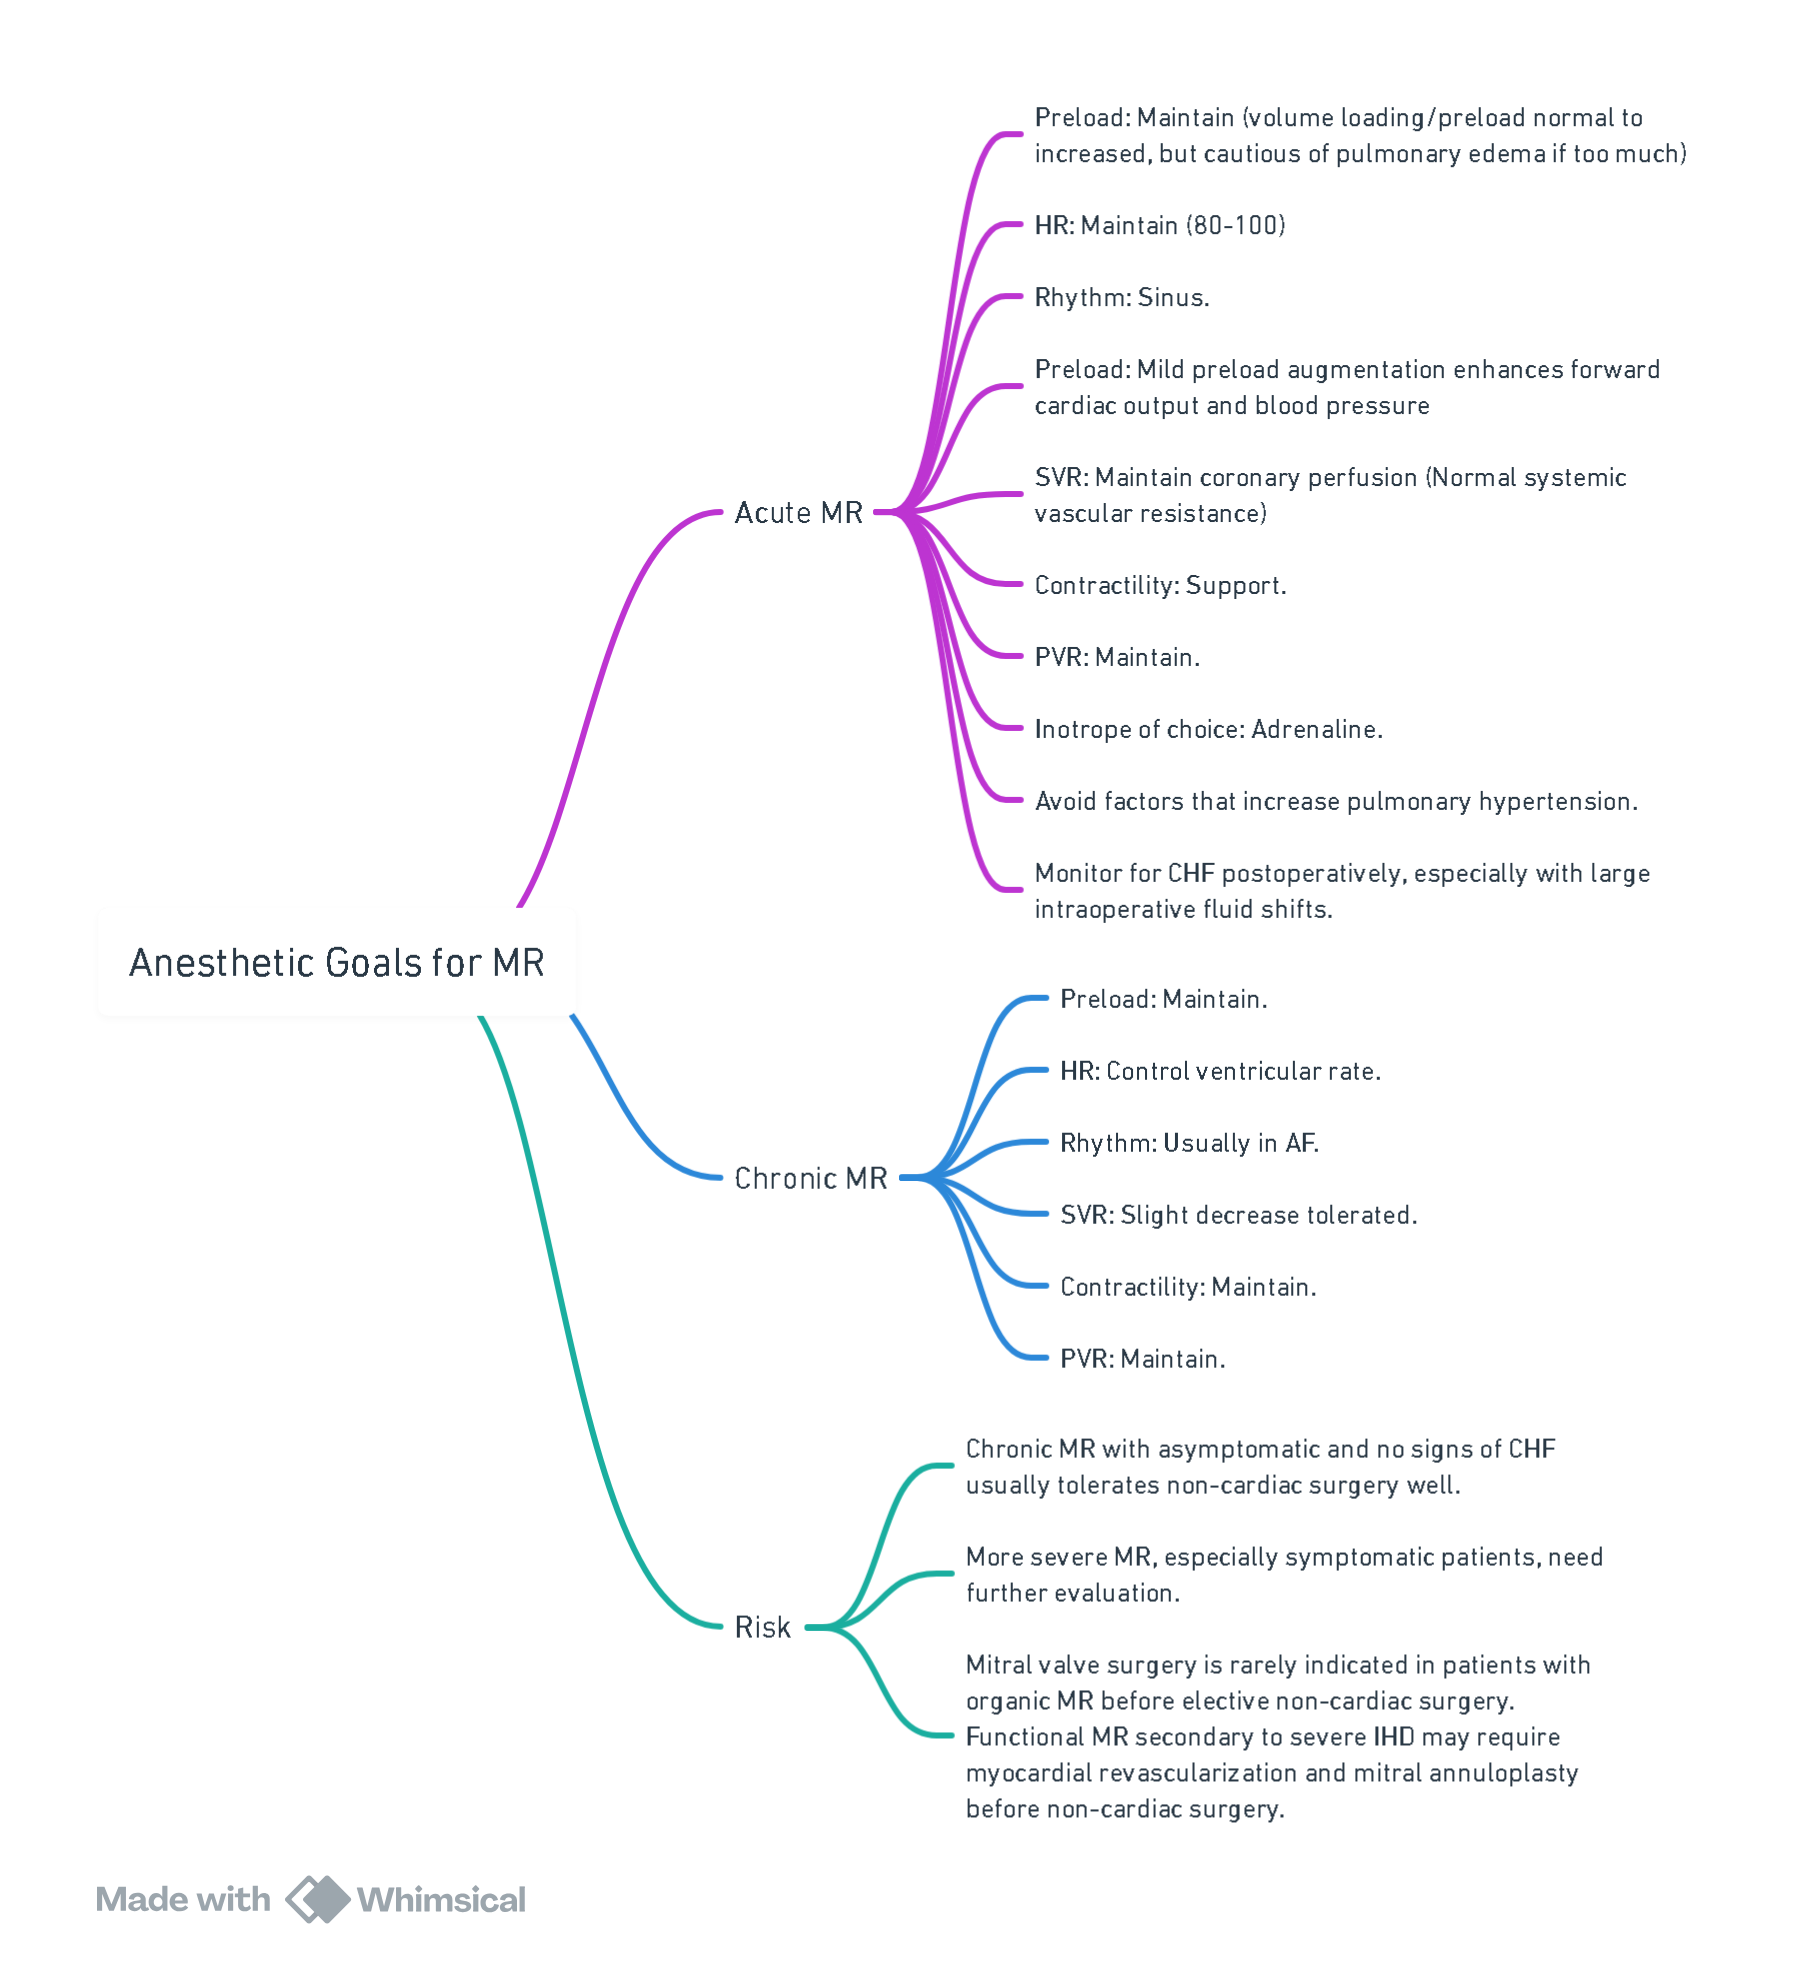 Preload: Maintain (volume loading/preload normal to
increased, but cautious of pulmonary edema if too much)
HR: Maintain (80-100)
Rhythm: Sinus.
Preload: Mild preload augmentation enhances forward
cardiac output and blood pressure
SVR: Maintain coronary perfusion (Normal systemic
vascular resistance)
Acute MR
Contractility: Support.
PVR: Maintain.
Inotrope of choice: Adrenaline.
Avoid factors that increase pulmonary hypertension.
Monitor for CHF postoperatively, especially with large
intraoperative fluid shifts.
Anesthetic Goals for MR
Preload: Maintain.
HR: Control ventricular rate.
Rhythm: Usually in AF.
Chronic MR
SVR: Slight decrease tolerated.
Contractility: Maintain.
PVR: Maintain.
Chronic MR with asymptomatic and no signs of CHF
usually tolerates non-cardiac surgery well.
More severe MR, especially symptomatic patients, need
further evaluation.
Risk
Mitral valve surgery is rarely indicated in patients with
organic MR before elective non-cardiac surgery.
Functional MR secondary to severe IHD may require
myocardial revascularization and mitral annuloplasty
before non-cardiac surgery.
Made with Whimsical